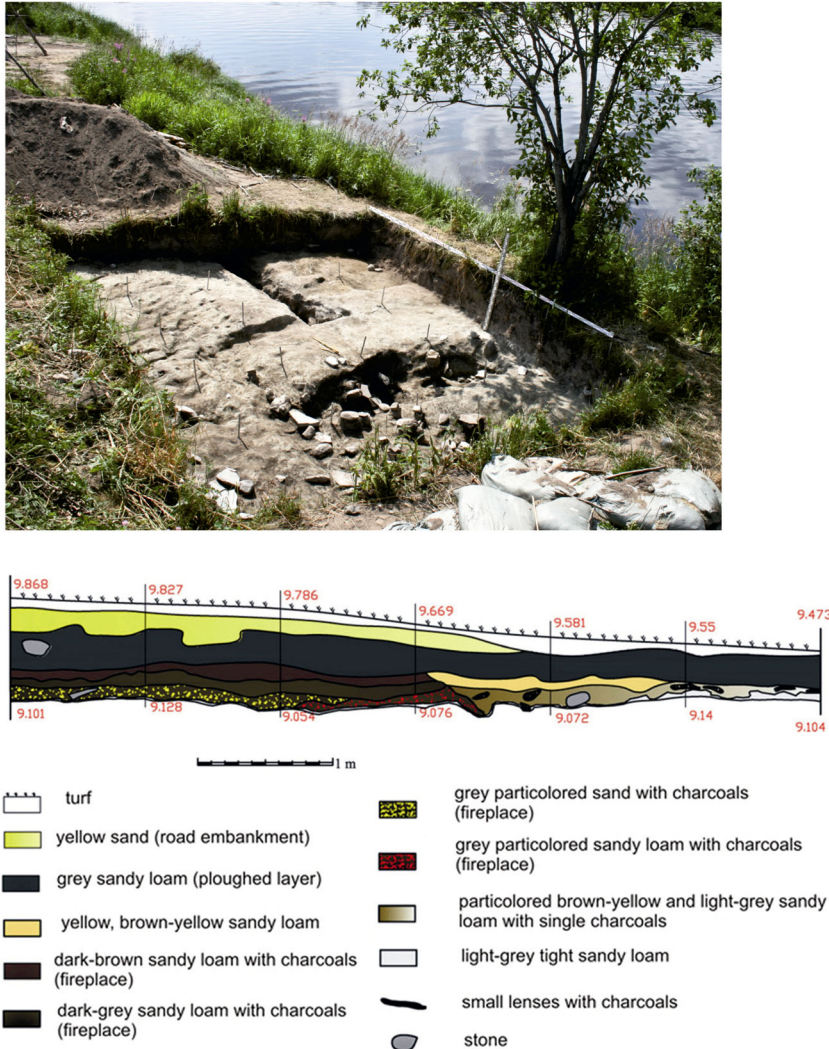 9.868
9.827
9.786
9.669
9.581
9.55
9.473
9.101
9.128
9.054
9.076
9.072
9.14
9.104
1 m
turf
yellow sand (road embankment)
grey sandy loam (ploughed layer)
yellow, brown-yellow sandy loam
dark-brown sandy loam with charcoals
(fireplace)
dark-grey sandy loam with charcoals
(fireplace)
grey particolored sand with charcoals
(fireplace)
grey particolored sandy loam with charcoals
(fireplace)
particolored brown-yellow and light-grey sandy
loam with single charcoals
light-grey tight sandy loam
small lenses with charcoals
stone